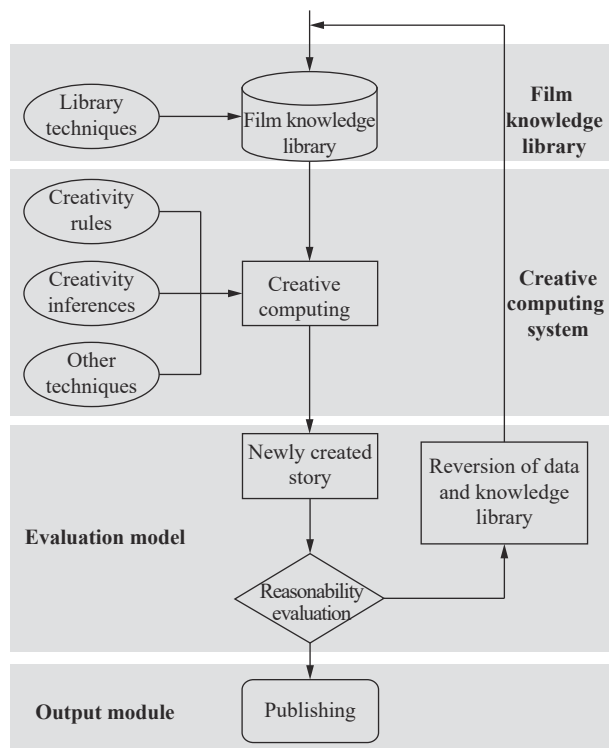 Library
techniques
Film knowledge
library
Film
knowledge
library
Creativity
rules
Creativity
inferences
Other
techniques
Creative
computing
Creative
computing
system
Newly created
story
Reversion of data
and knowledge
library
Evaluation model
Reasonability
evaluation
Output module
Publishing